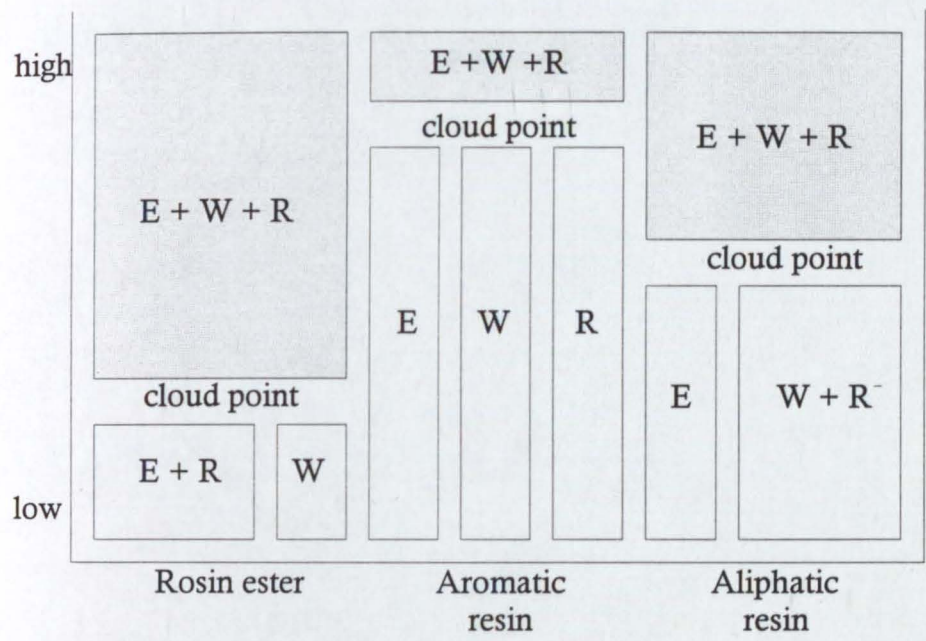 high
E + W + R
cloud point
E + R
W
low
E +W +R
cloud point
E
W
R
E + W + R
cloud point
E
W + R
Rosin ester
Aromatic
resin
Aliphatic
resin